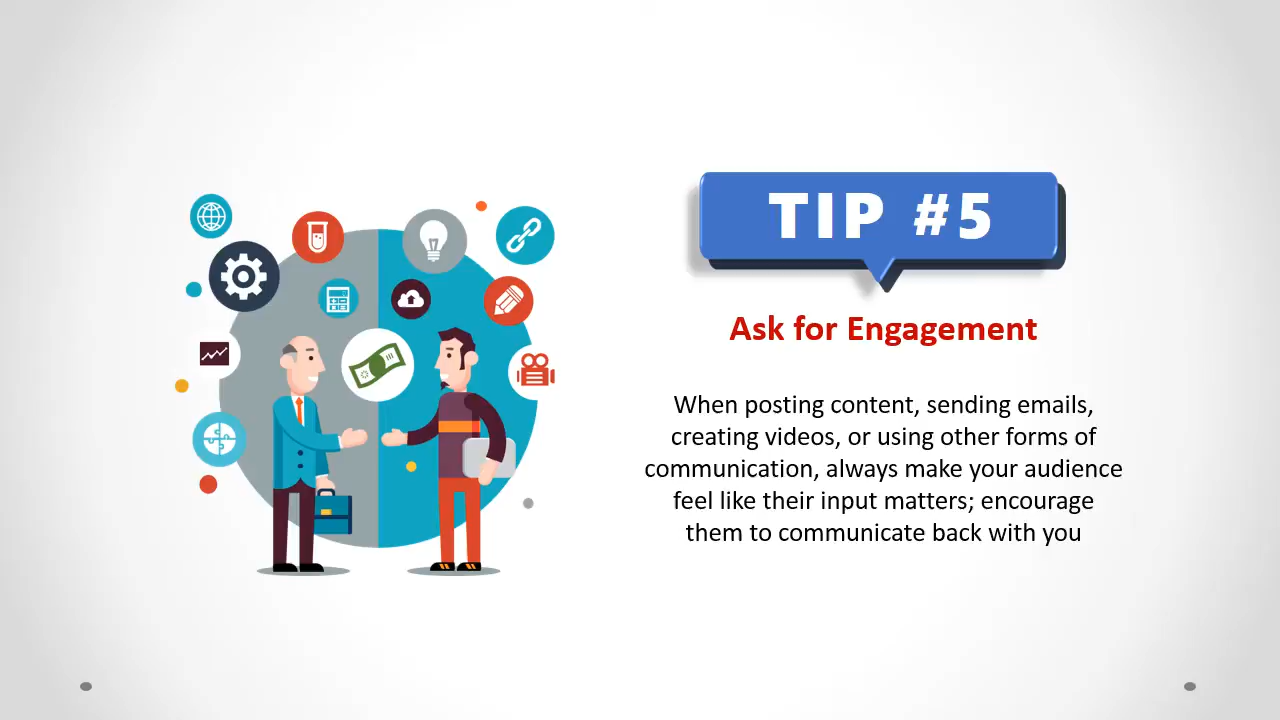 TIP #5
Ask for Engagement
When posting content, sending emails,
creating videos, or using other forms of
communication, always make your audience
feel like their input matters; encourage
them to communicate back with you